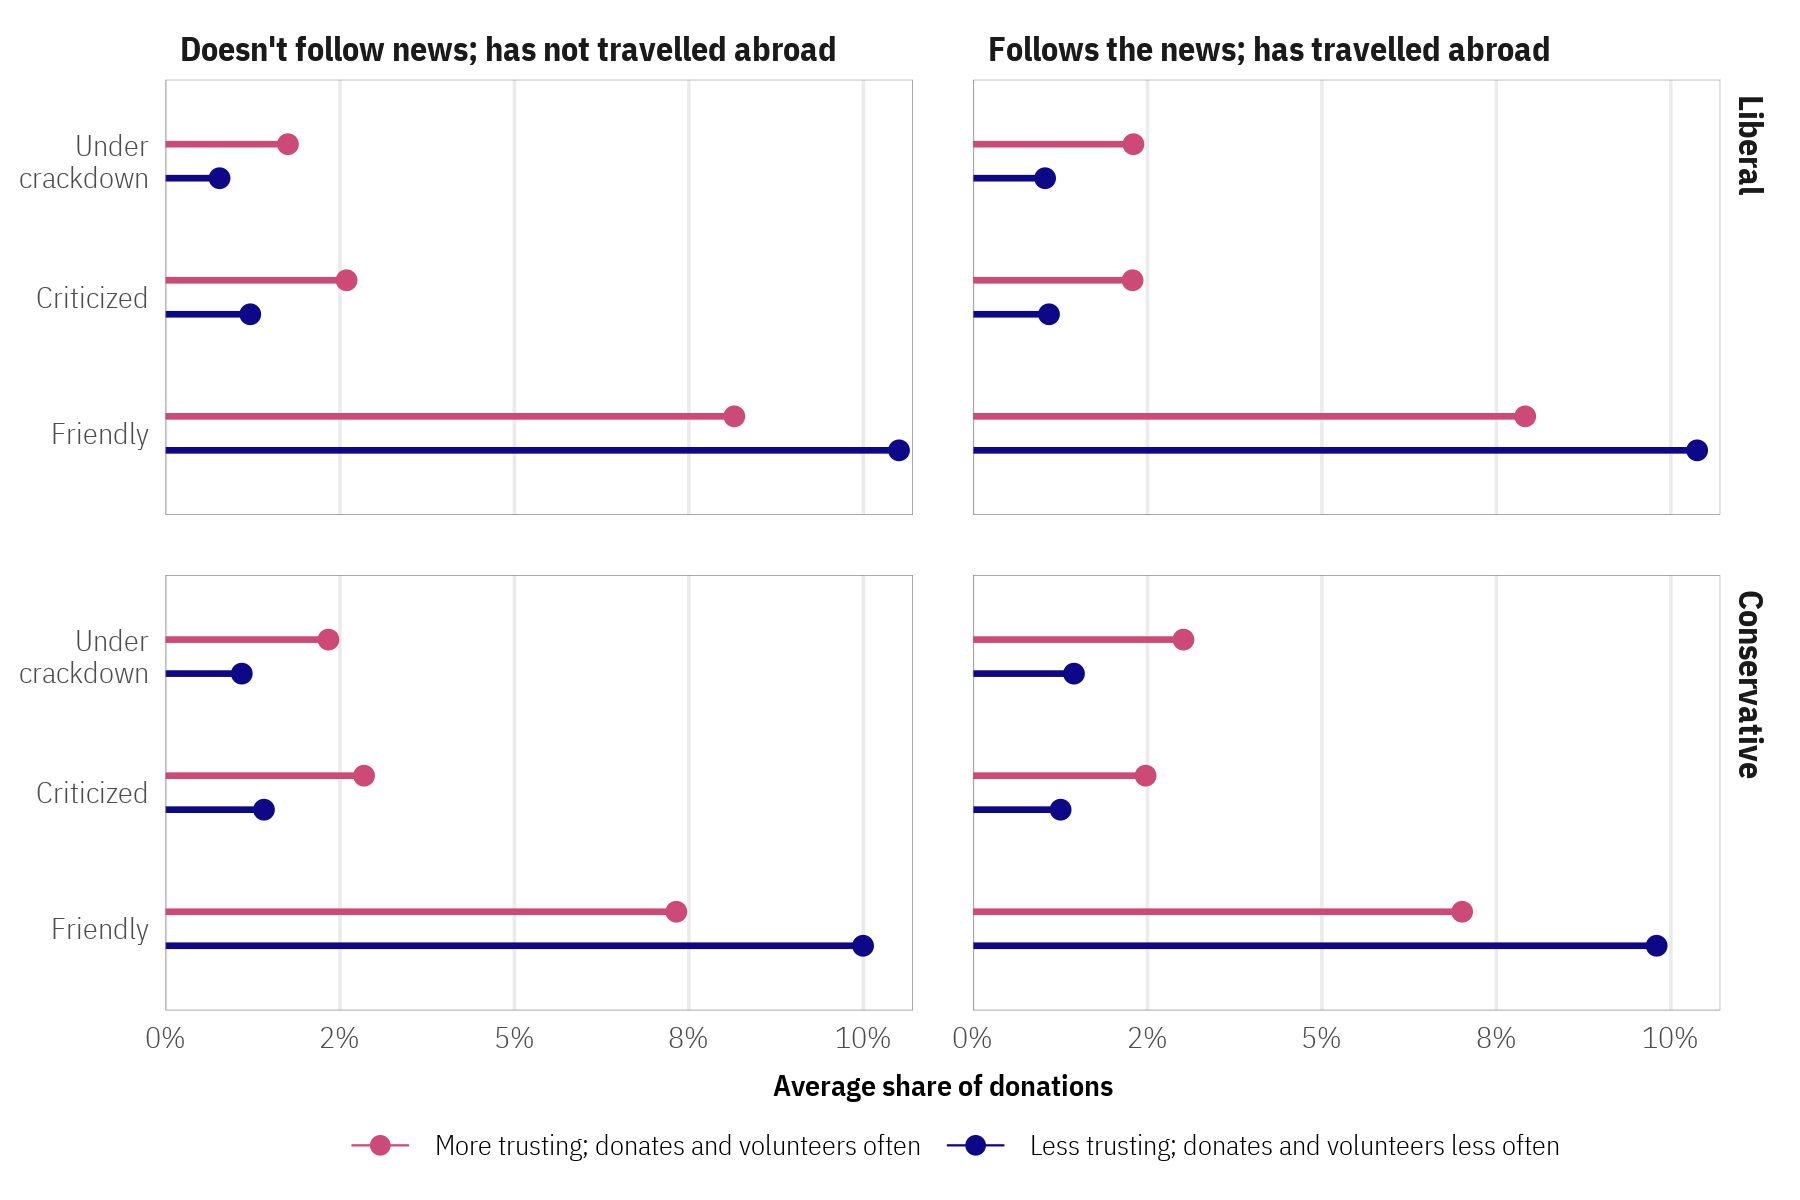 Doesn't follow news; has not travelled abroad
Follows the news; has travelled abroad
Liberal
Under
crackdown
Criticized
Friendly
Conservative
Under
crackdown
Criticized
Friendly
0% 2% 5% 8% 10%
0% 2% 5% 8% 10%
Average share of donations
More trusting; donates and volunteers often
Less trusting; donates and volunteers less often